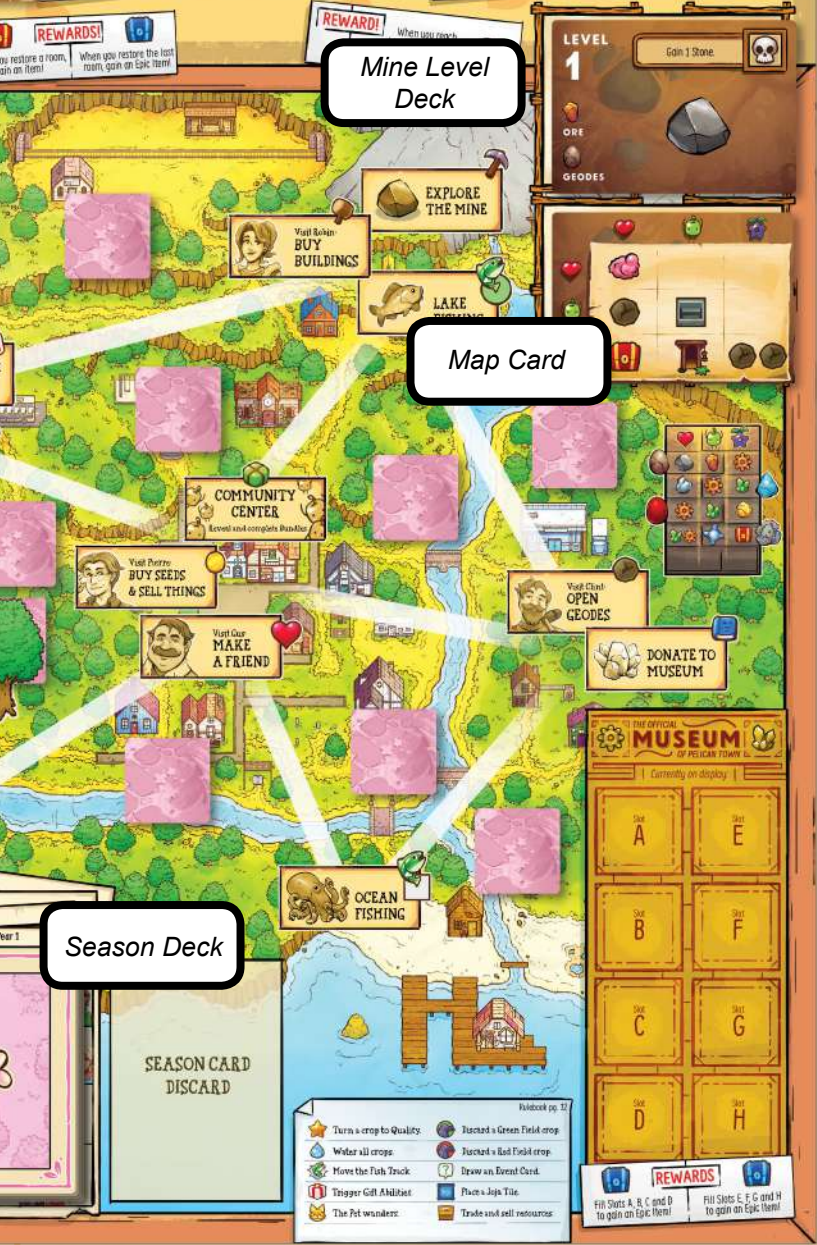 REWARDS!
When you restore the last
room, gain an Epic Item!
REWARD!
When you reach
Mine Level
Deck
LEVEL
1
Gain 1 Stone.
ORE
GEODES
EXPLORE
THE MINE
Visit Robin:
BUY
BUILDINGS
LAKE
FISHING
Map Card
COMMUNITY
CENTER
Reveal and complete Bundles
Visit Pierre
BUY SEEDS
& SELL THINGS
Visit Clint:
OPEN
GEODES
Visit Gus:
MAKE
A FRIEND
DONATE TO
MUSEUM
THE OFFICIAL
MUSEUM
OF PELICAN TOWN
Currently on display:
Slot
A
Slot
E
Slot
B
Slot
F
Slot
C
Slot
G
Slot
D
Slot
H
OCEAN
FISHING
Year 1
Season Deck
SEASON CARD
DISCARD
Rulebook pg. 32
Turn a crop to Quality.
Discard a Green Field crop.
Water all crops.
Discard a Red Field crop.
Move the Fish Track.
Draw an Event Card.
Trigger Gift Abilities.
Place a Joja Tile.
The Pet wanders.
Trade and sell resources.
REWARDS
Fill Slots A, B, C and D
to gain an Epic Item!
Fill Slots E, F, G and H
to gain an Epic Item!